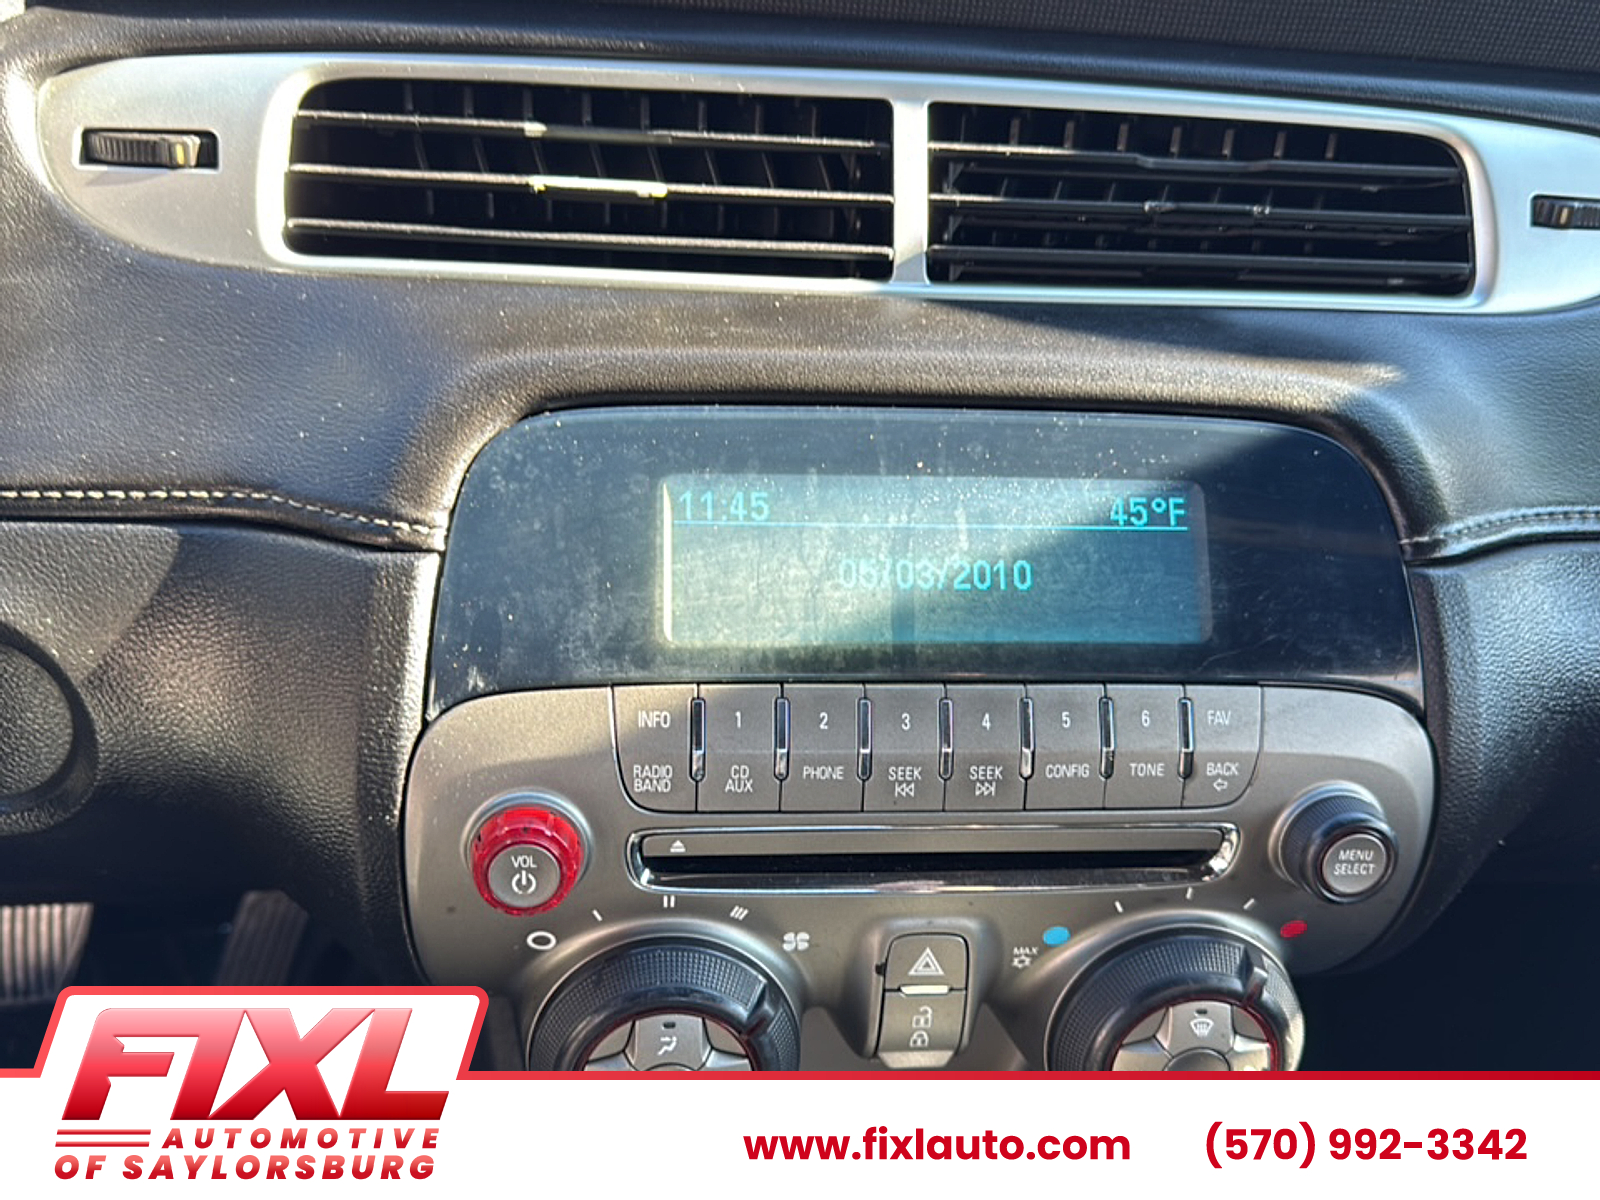 11:45 45°F
05/03/2010
INFO 1 2 3 4 5 6 FAV
RADIO BAND CD AUX PHONE SEEK SEEK CONFIG TONE BACK
VOL
MENU SELECT
MAX
FIXL
AUTOMOTIVE
OF SAYLORSBURG
www.fixlauto.com (570) 992-3342